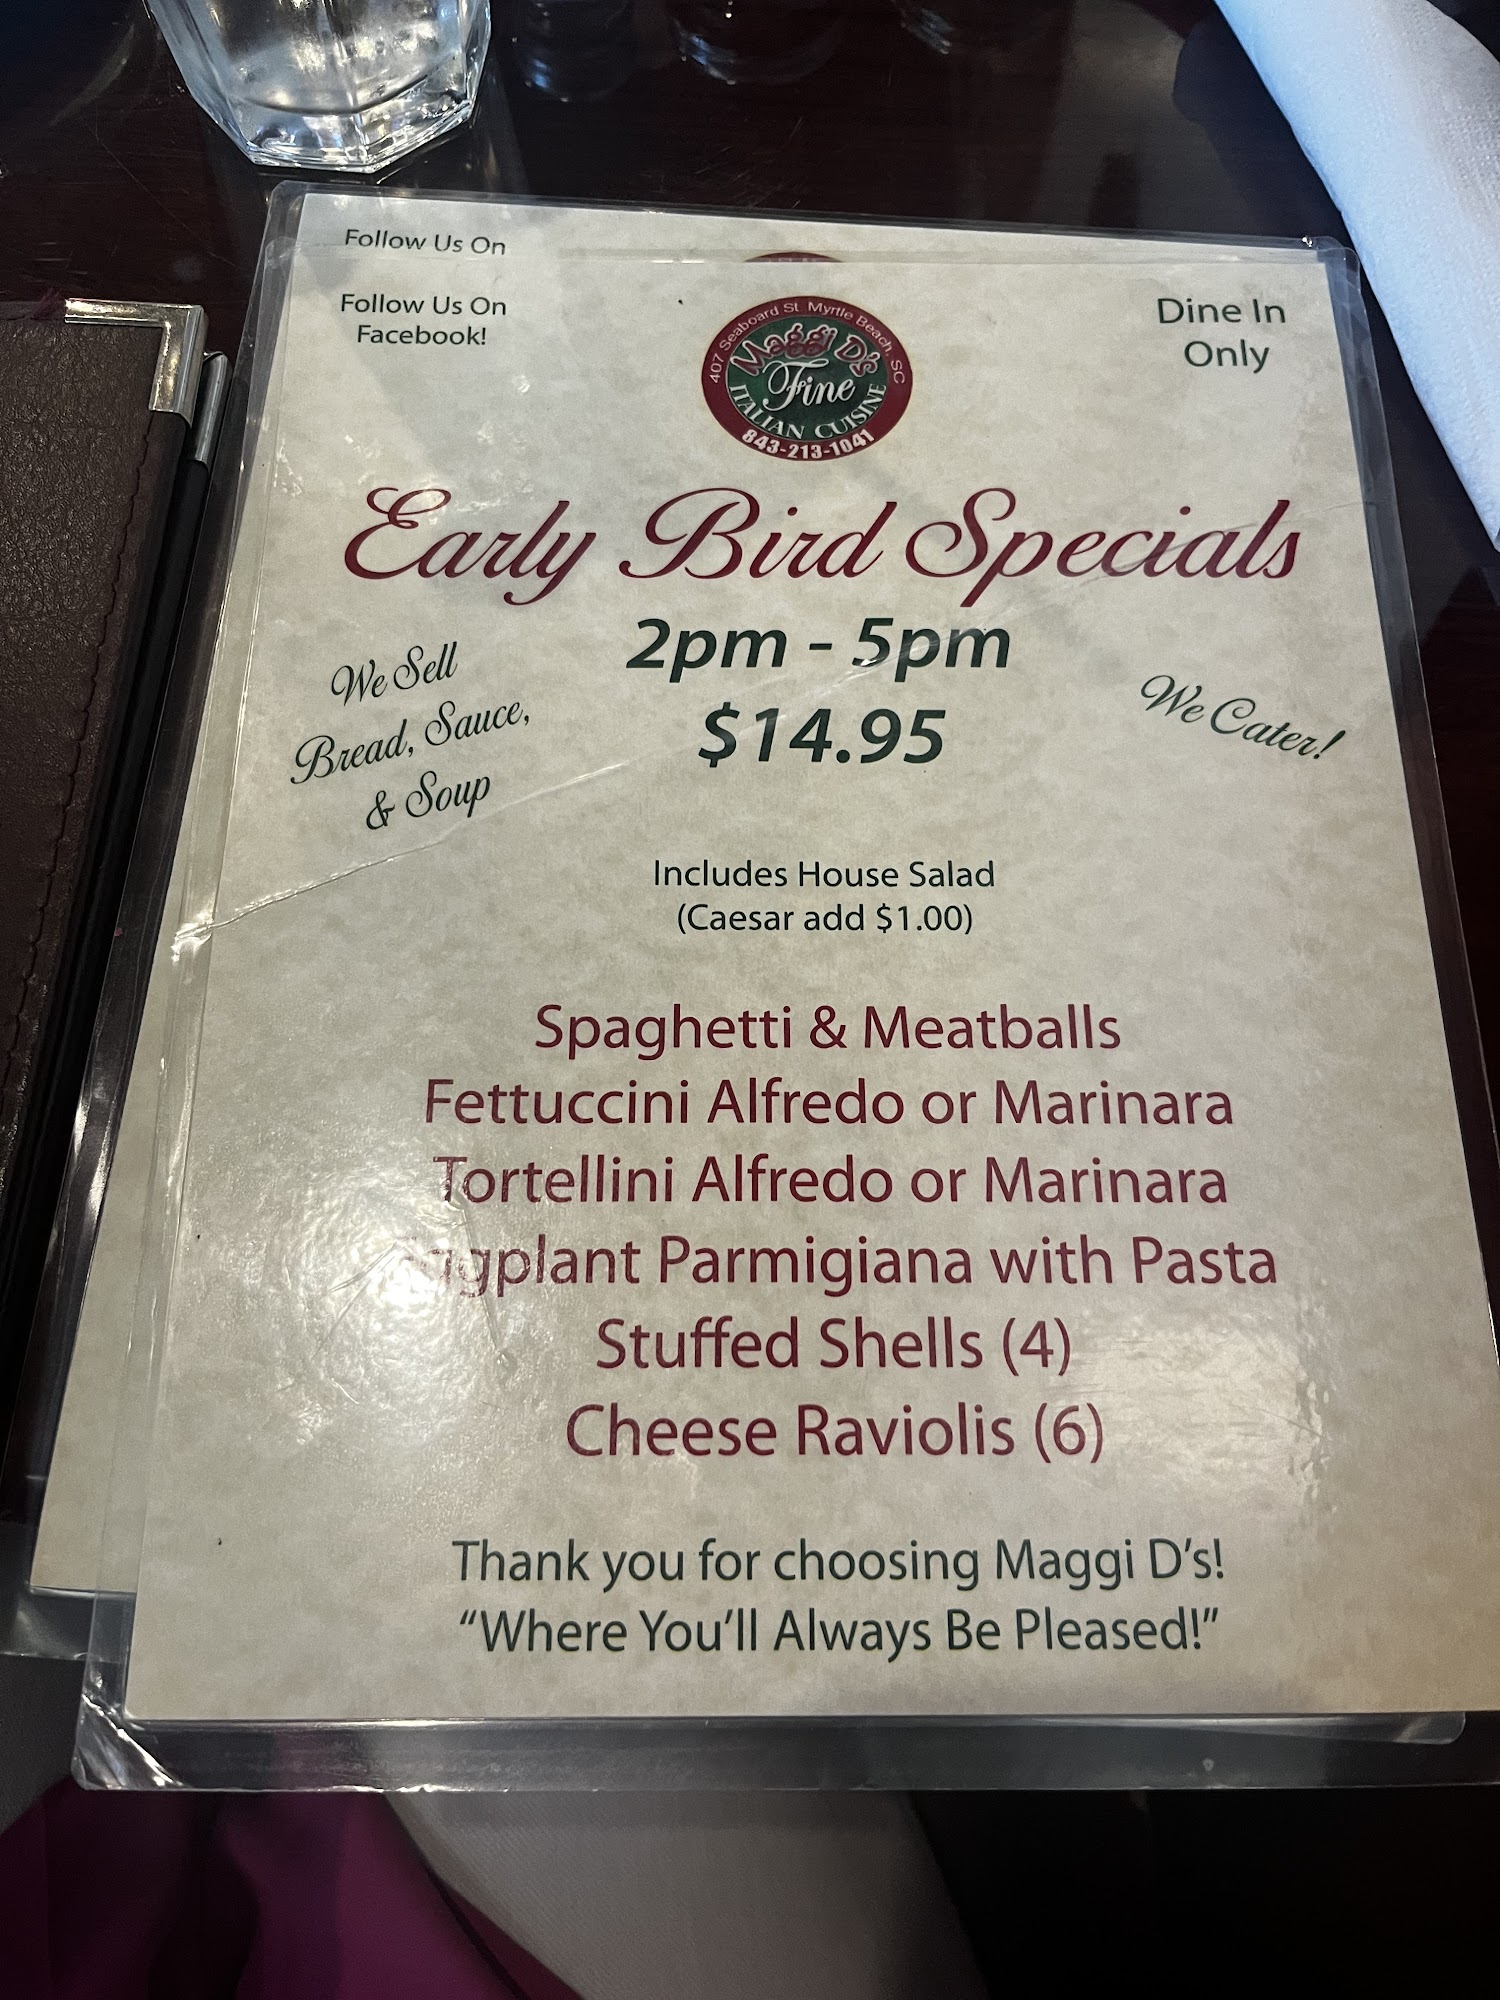 Follow Us On
Follow Us On
Facebook!
407 Seaboard St Myrtle Beach, SC
Maggi D's
Fine
ITALIAN CUISINE
843-213-1041
Dine In
Only
Early Bird Specials
2pm - 5pm
$14.95
We Sell
Bread, Sauce,
& Soup
We Cater!
Includes House Salad
(Caesar add $1.00)
Spaghetti & Meatballs
Fettuccini Alfredo or Marinara
Tortellini Alfredo or Marinara
Eggplant Parmigiana with Pasta
Stuffed Shells (4)
Cheese Raviolis (6)
Thank you for choosing Maggi D's!
"Where You'll Always Be Pleased!"